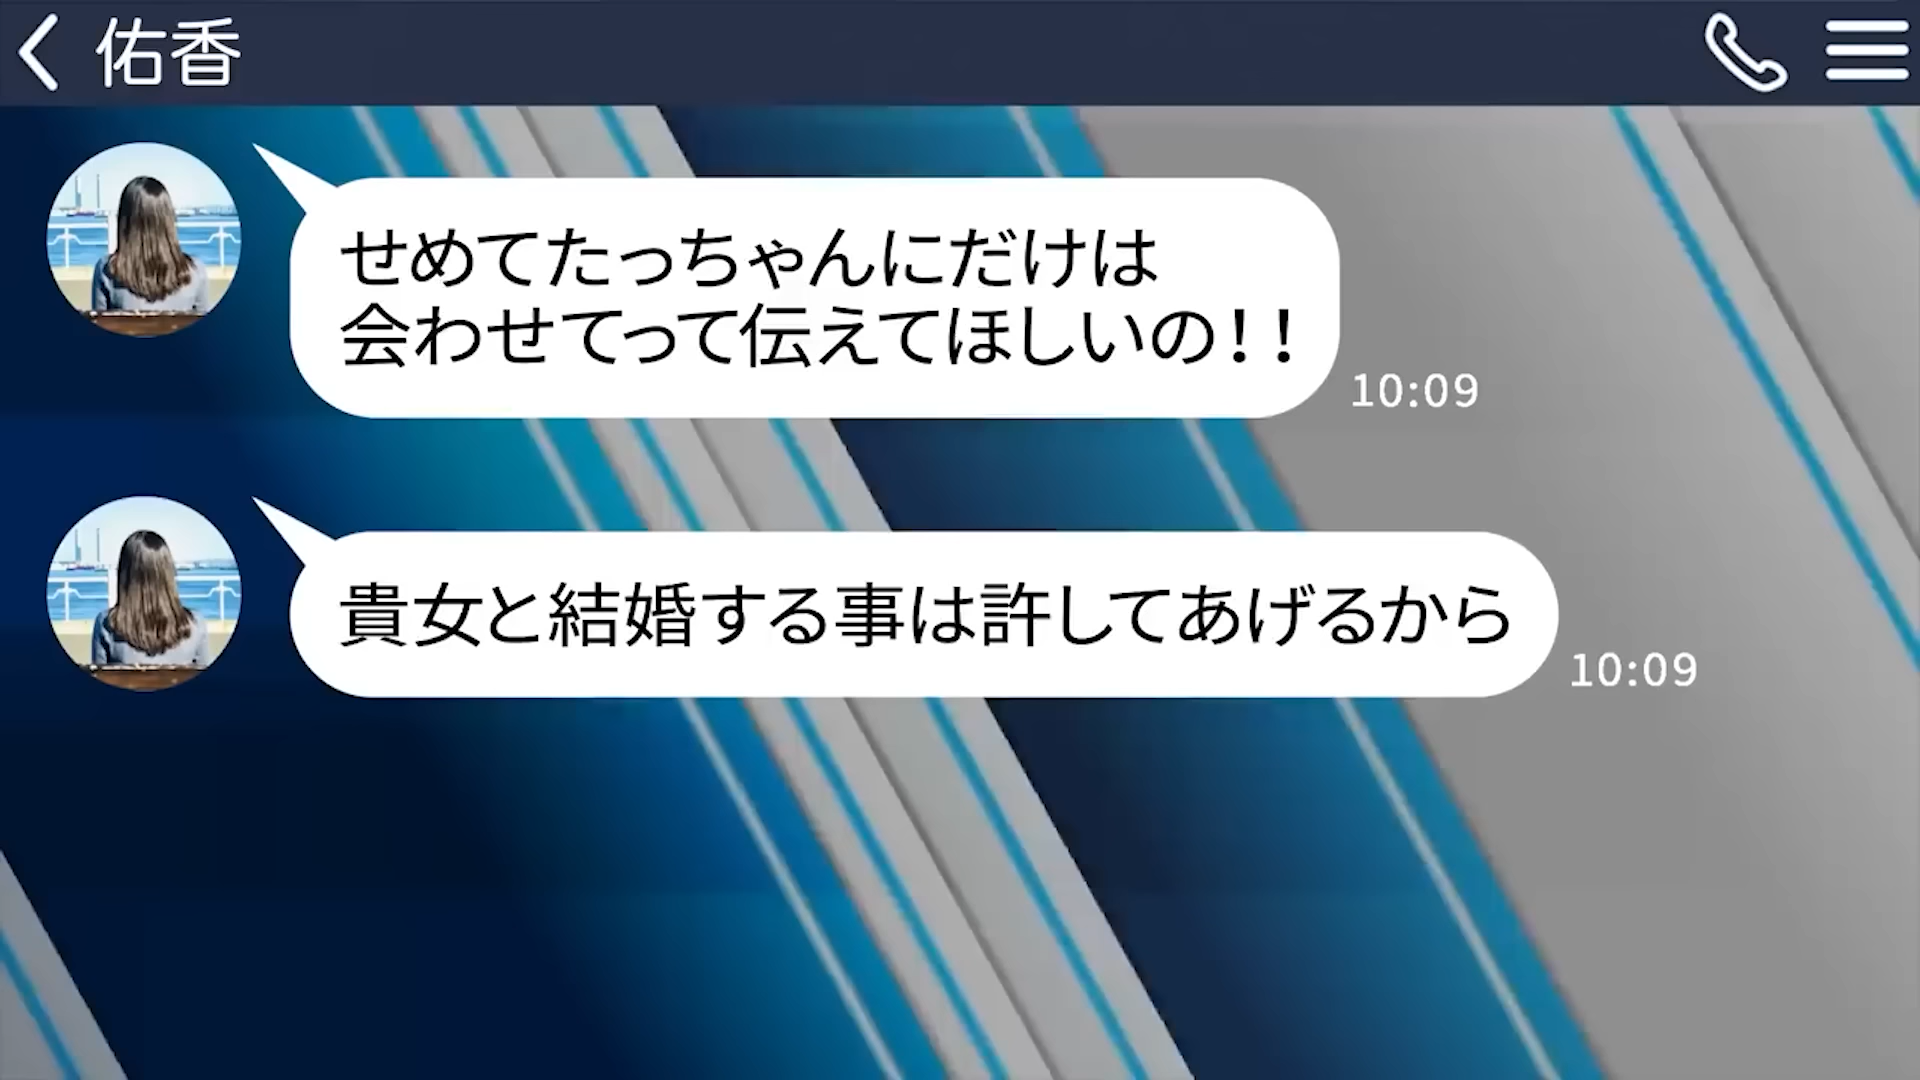 佑香
せめてたっちゃんにだけは
会わせてって伝えてほしいの！！
10:09
貴女と結婚する事は許してあげるから
10:09